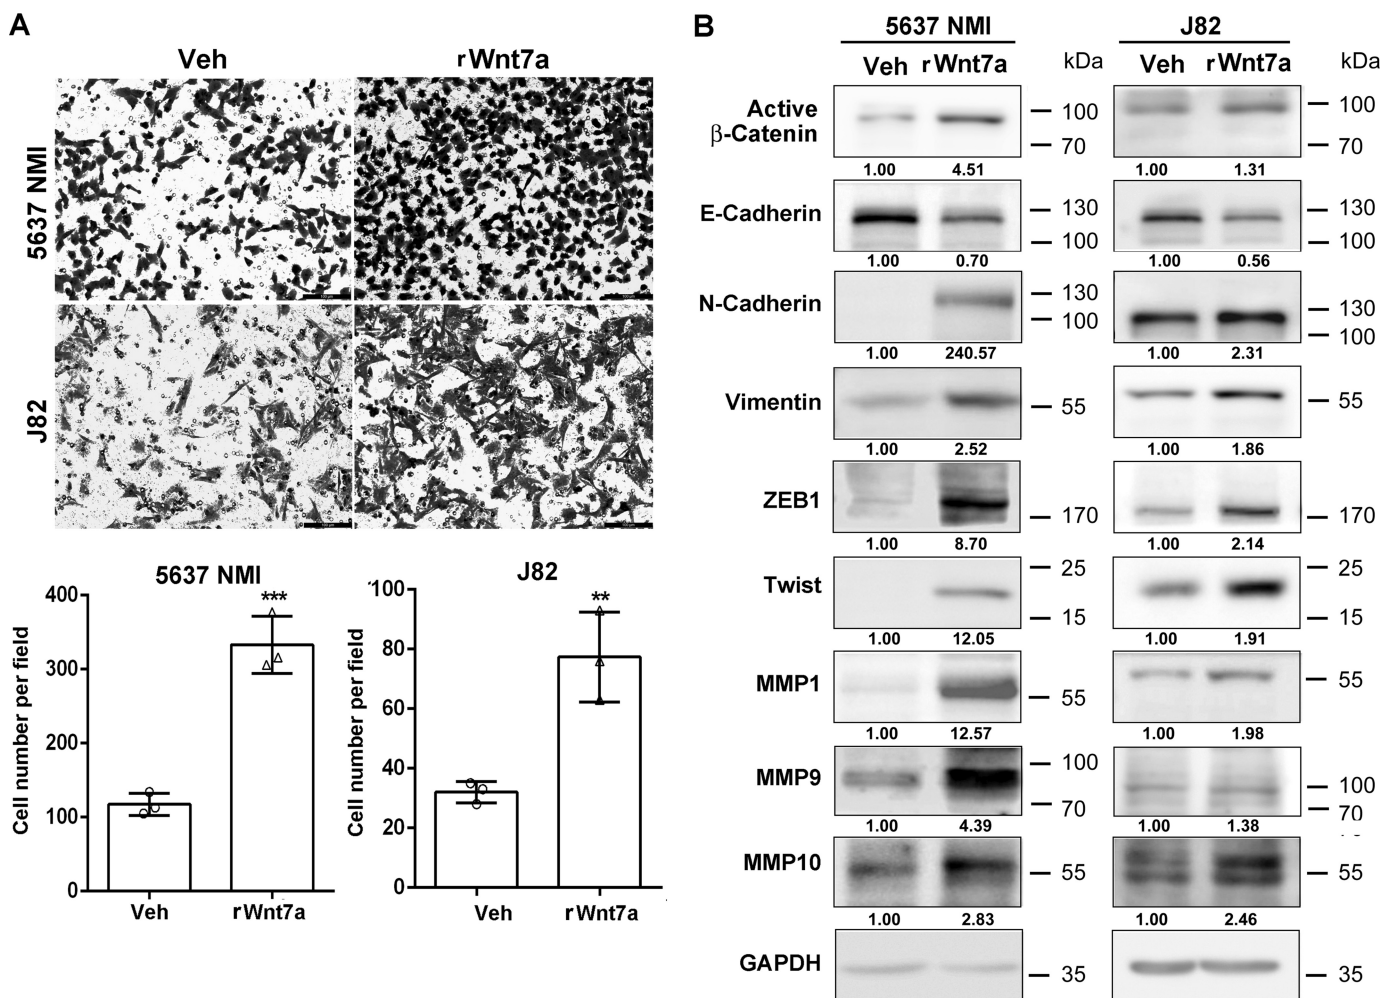 A
Veh rWnt7a
5637 NMI
J82
5637 NMI
Cell number per field
400
300
200
100
0
***
Veh rWnt7a
J82
Cell number per field
100
80
60
40
20
0
**
Veh rWnt7a
B
5637 NMI J82
Veh rWnt7a kDa Veh rWnt7a kDa
Active
β-Catenin
100 100
70 70
1.00 4.51 1.00 1.31
E-Cadherin
130 130
100 100
1.00 0.70 1.00 0.56
N-Cadherin
130 130
100 100
1.00 240.57 1.00 2.31
Vimentin 55 55
1.00 2.52 1.00 1.86
ZEB1 170 170
1.00 8.70 1.00 2.14
Twist
25 25
15 15
1.00 12.05 1.00 1.91
MMP1 55 55
1.00 12.57 1.00 1.98
MMP9
100 100
70 70
1.00 4.39 1.00 1.38
MMP10 55 55
1.00 2.83 1.00 2.46
GAPDH 35 35